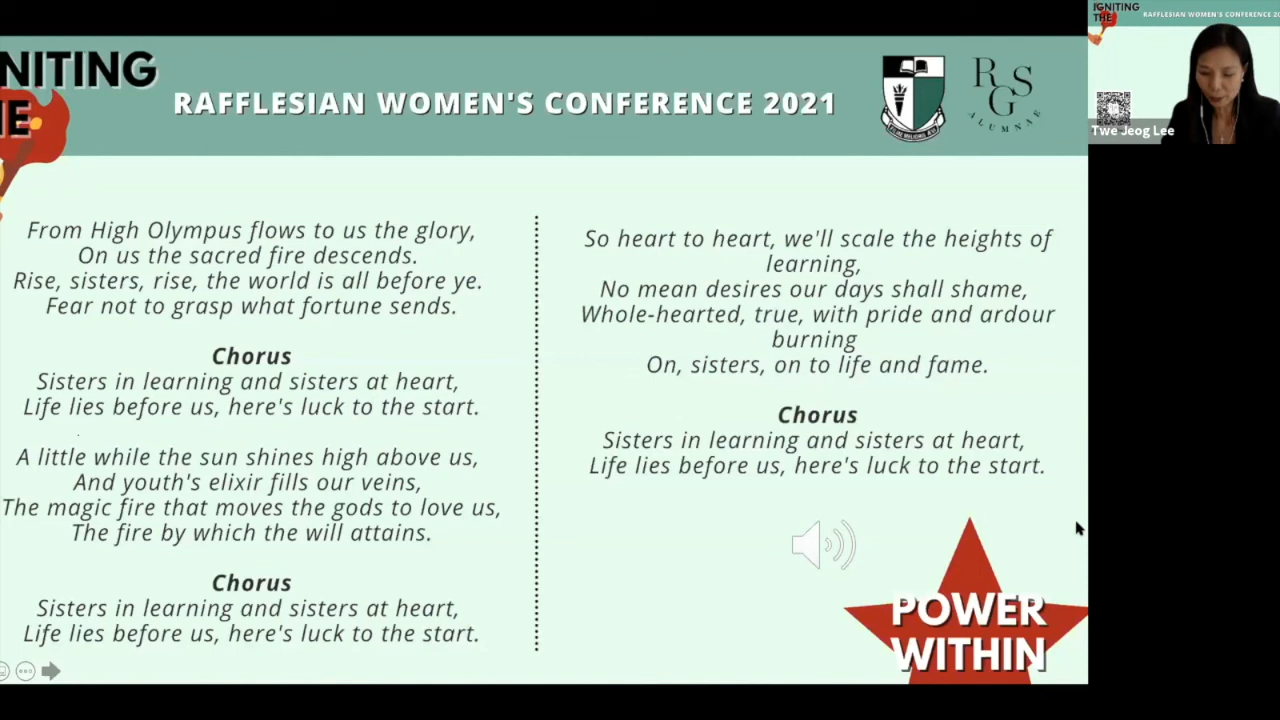 NITING
HE
RAFFLESIAN WOMEN'S CONFERENCE 2021
R
G
S
ALUMNAE
From High Olympus flows to us the glory,
On us the sacred fire descends.
Rise, sisters, rise, the world is all before ye.
Fear not to grasp what fortune sends.
Chorus
Sisters in learning and sisters at heart,
Life lies before us, here's luck to the start.
A little while the sun shines high above us,
And youth's elixir fills our veins,
The magic fire that moves the gods to love us,
The fire by which the will attains.
Chorus
Sisters in learning and sisters at heart,
Life lies before us, here's luck to the start.
So heart to heart, we'll scale the heights of
learning,
No mean desires our days shall shame,
Whole-hearted, true, with pride and ardour
burning
On, sisters, on to life and fame.
Chorus
Sisters in learning and sisters at heart,
Life lies before us, here's luck to the start.
POWER
WITHIN
IGNITING
THE
RAFFLESIAN WOMEN'S CONFERENCE 20
Twe Jeog Lee